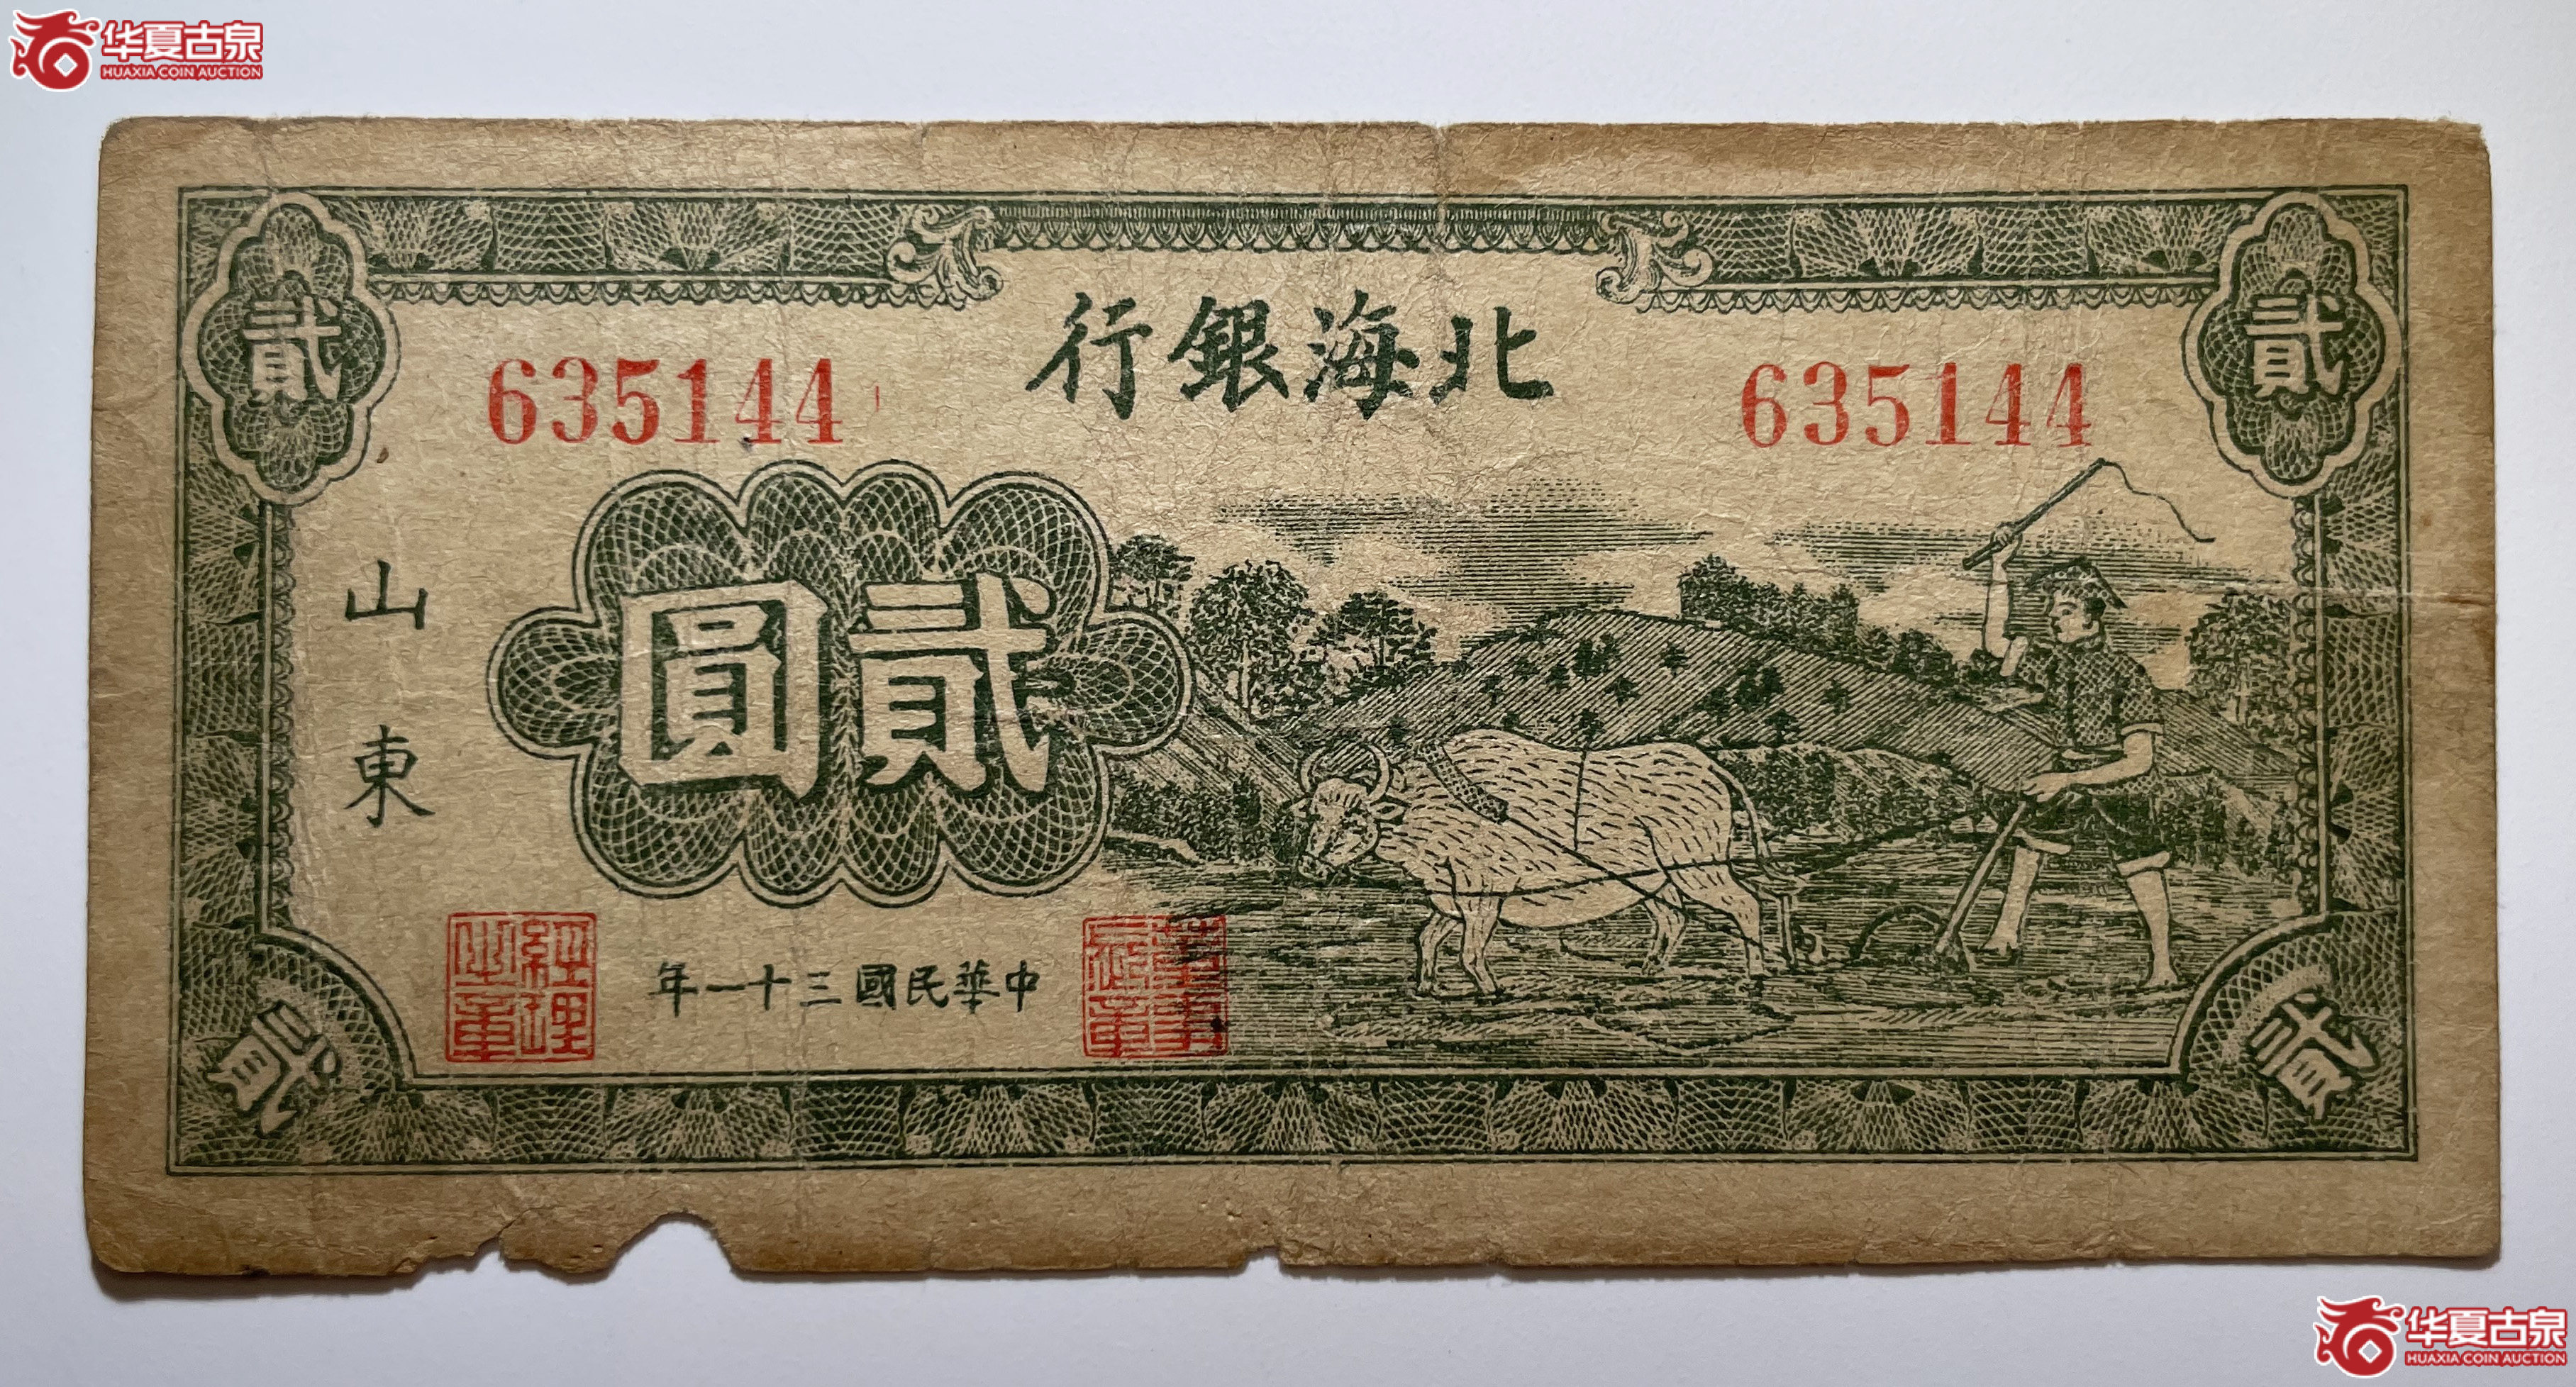 华夏古泉
HUAXIA COIN AUCTION
貳
貳
北海銀行
635144
635144
貳圓
山東
經理之章
中華民國三十一年
貳
貳
华夏古泉
HUAXIA COIN AUCTION